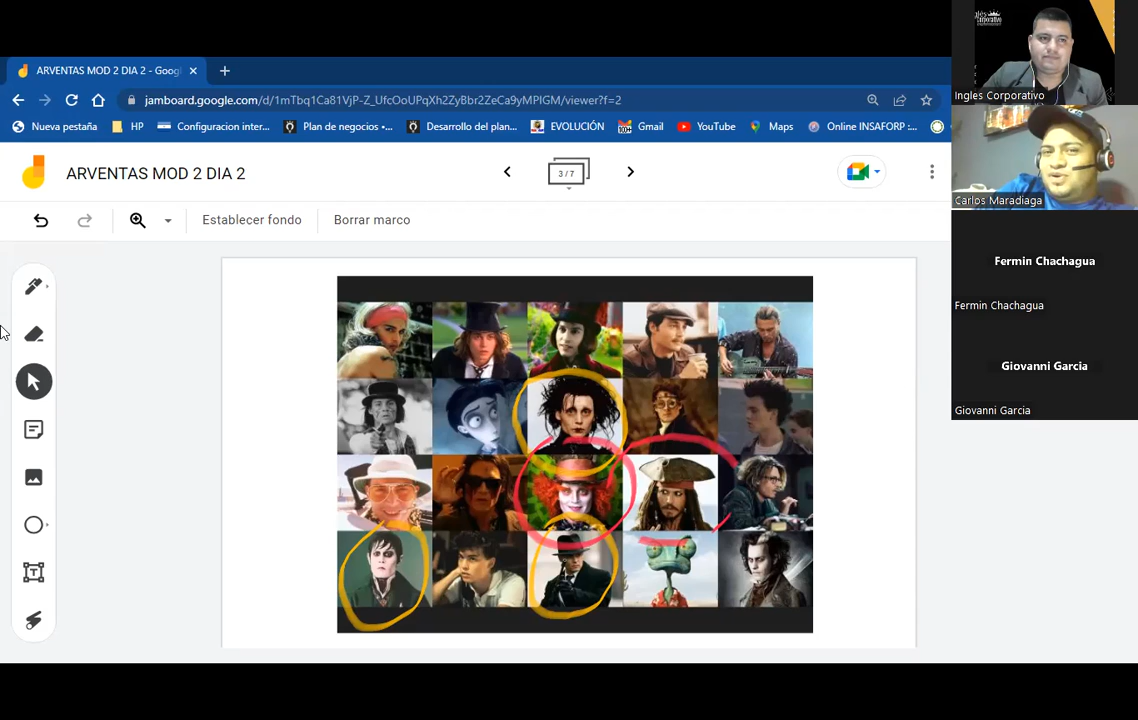 ARVENTAS MOD 2 DIA 2 - Goog
jamboard.google.com/d/1mTbq1Ca81VjP-Z_UfcOoUPqXh2ZyBbr2ZeCa9yMPIGM/viewer?f=2
Nueva pestaña
HP
Configuracion inter...
Plan de negocios •...
Desarrollo del plan...
EVOLUCIÓN
100+
Gmail
YouTube
Maps
Online INSAFORP :...
ARVENTAS MOD 2 DIA 2
3 / 7
Establecer fondo
Borrar marco
Ingles Corporativo
Carlos Maradiaga
Fermin Chachagua
Fermin Chachagua
Giovanni Garcia
Giovanni Garcia